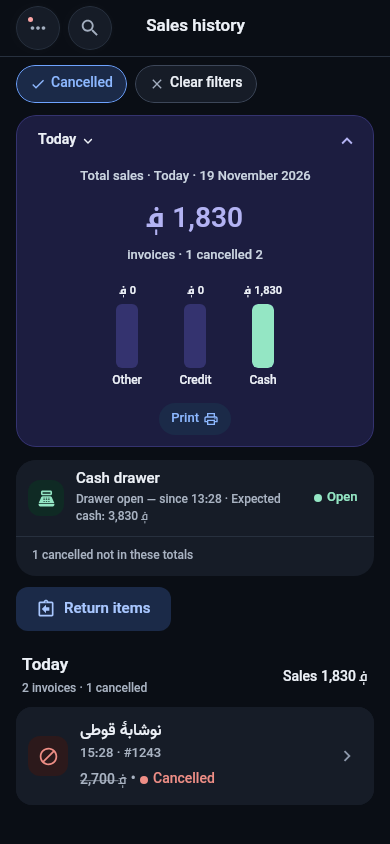 Sales history
Cancelled
Clear filters
Today
Total sales · Today · 19 November 2026
؋ 1,830
invoices · 1 cancelled 2
؋ 0
؋ 0
؋ 1,830
Other
Credit
Cash
Print
Cash drawer
Drawer open — since 13:28 · Expected
cash: 3,830 ؋
Open
1 cancelled not in these totals
Return items
Today
Sales 1,830 ؋
2 invoices · 1 cancelled
نوشابهٔ قوطی
15:28 · #1243
2,700 ؋ • Cancelled